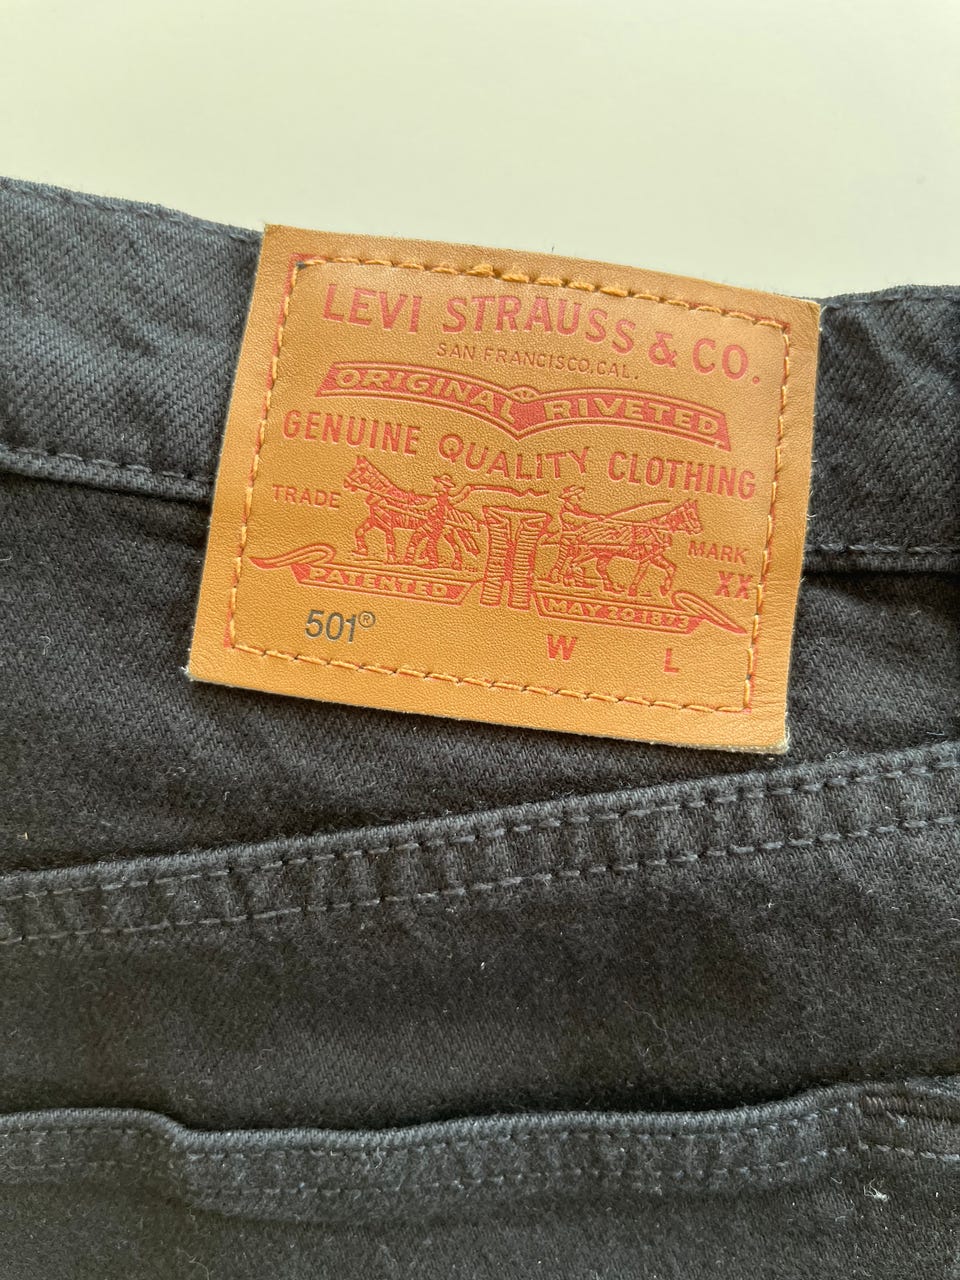 LEVI STRAUSS & CO.
SAN FRANCISCO, CAL.
ORIGINAL RIVETED
GENUINE QUALITY CLOTHING
TRADE MARK
XX
PATENTED MAY 20 1873
501® W L